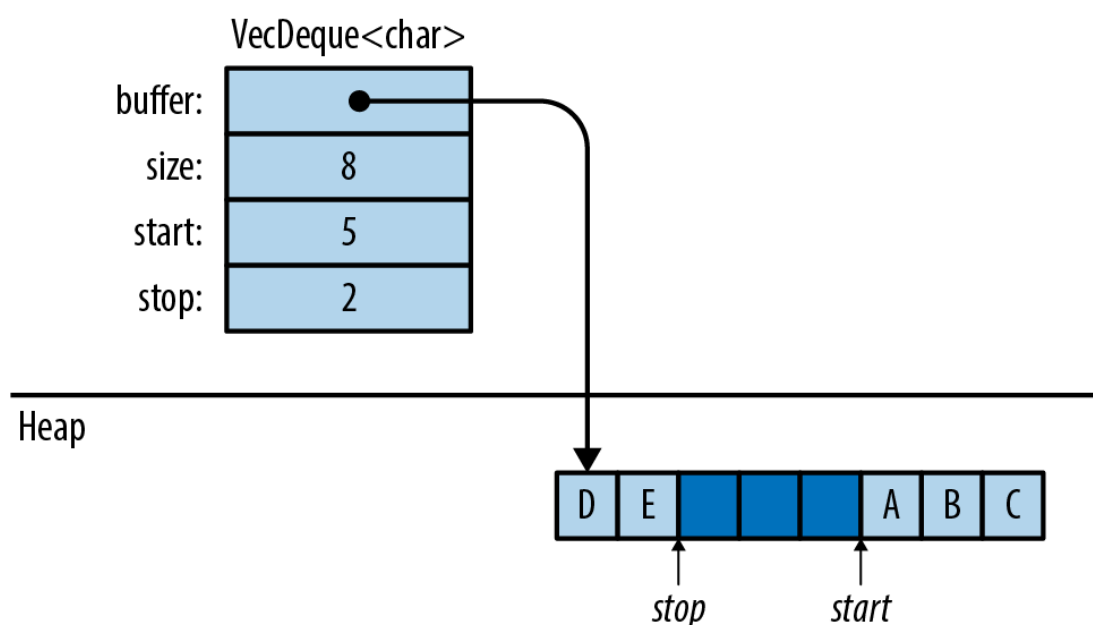 VecDeque<char>
buffer:
size: 8
start: 5
stop: 2
Heap
D E A B C
stop start